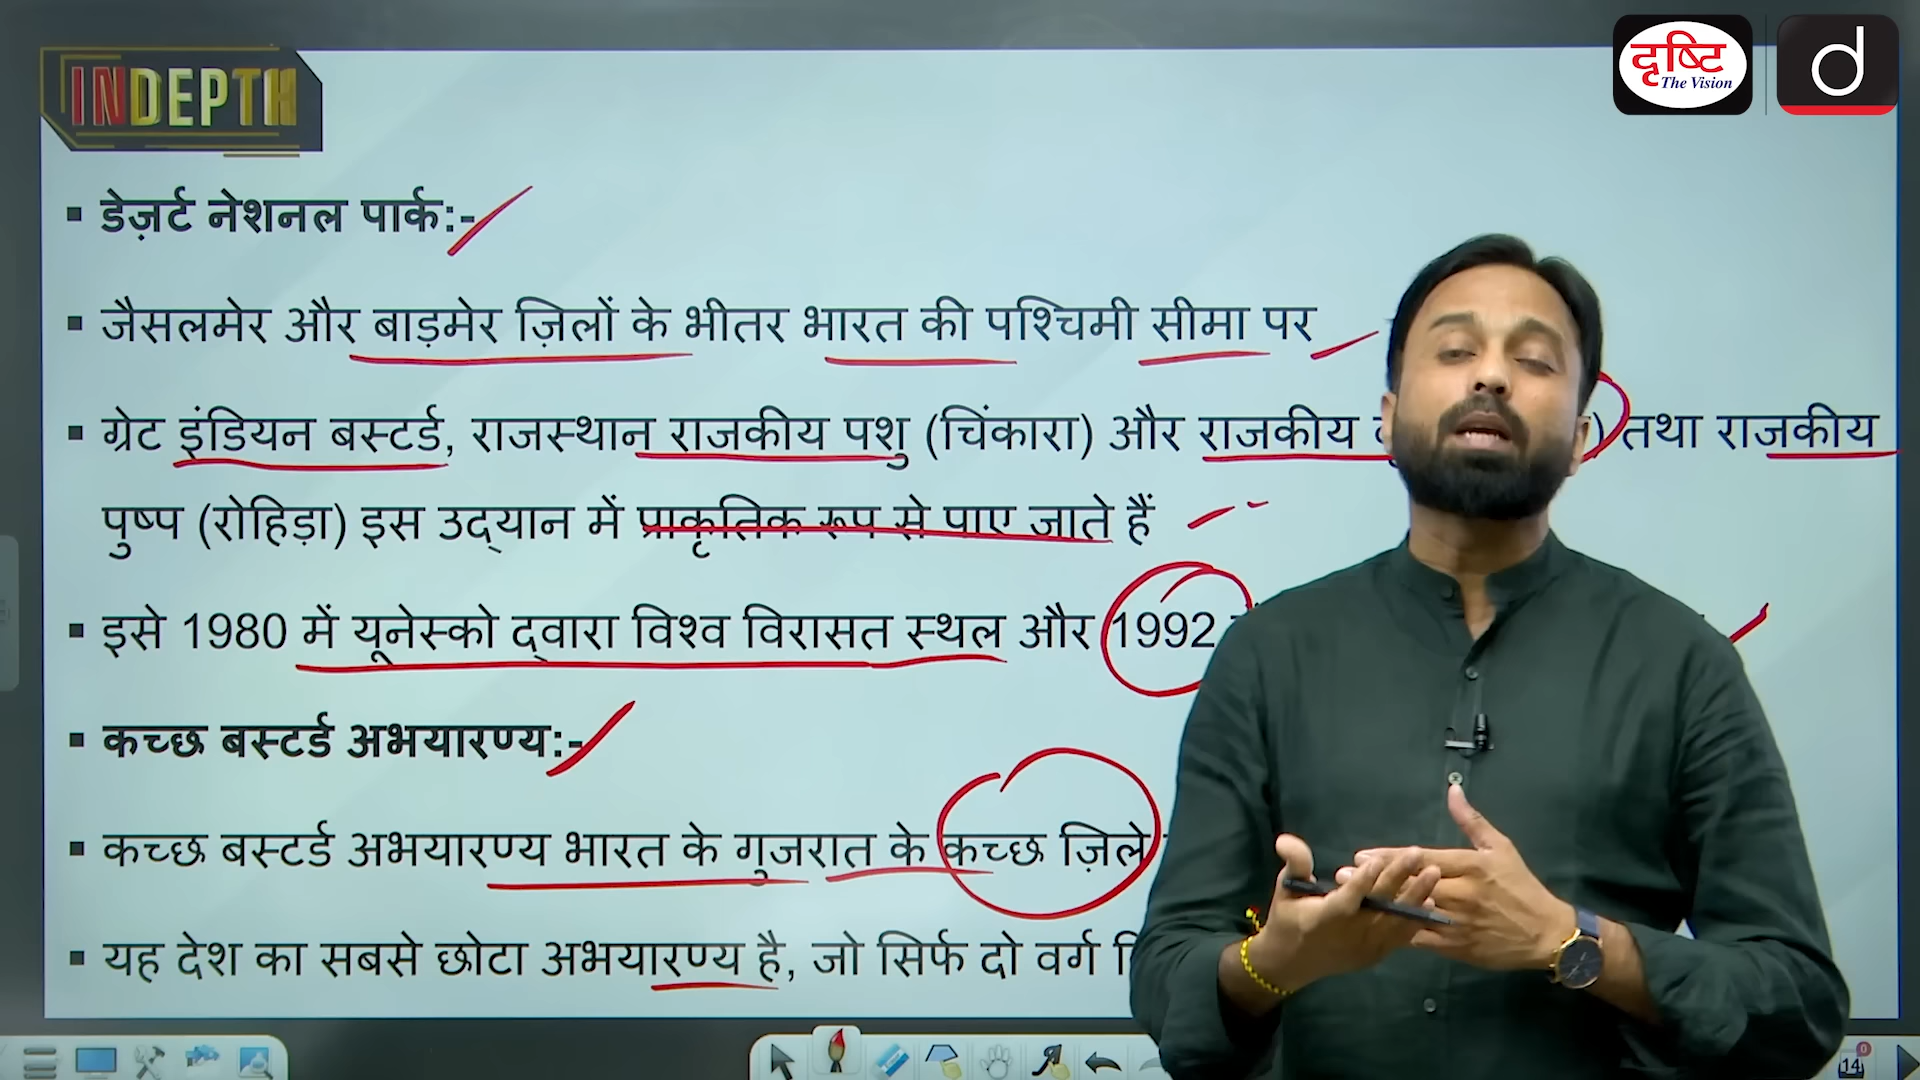 INDEPTH
दृष्टि
The Vision
d
▪ डेज़र्ट नेशनल पार्क:-
▪ जैसलमेर और बाड़मेर ज़िलों के भीतर भारत की पश्चिमी सीमा पर
▪ ग्रेट इंडियन बस्टर्ड, राजस्थान राजकीय पशु (चिंकारा) और राजकीय ) तथा राजकीय
पुष्प (रोहिड़ा) इस उद्यान में प्राकृतिक रूप से पाए जाते हैं
▪ इसे 1980 में यूनेस्को द्वारा विश्व विरासत स्थल और 1992
▪ कच्छ बस्टर्ड अभयारण्य:-
▪ कच्छ बस्टर्ड अभयारण्य भारत के गुजरात के कच्छ ज़िले
▪ यह देश का सबसे छोटा अभयारण्य है, जो सिर्फ दो वर्ग
14